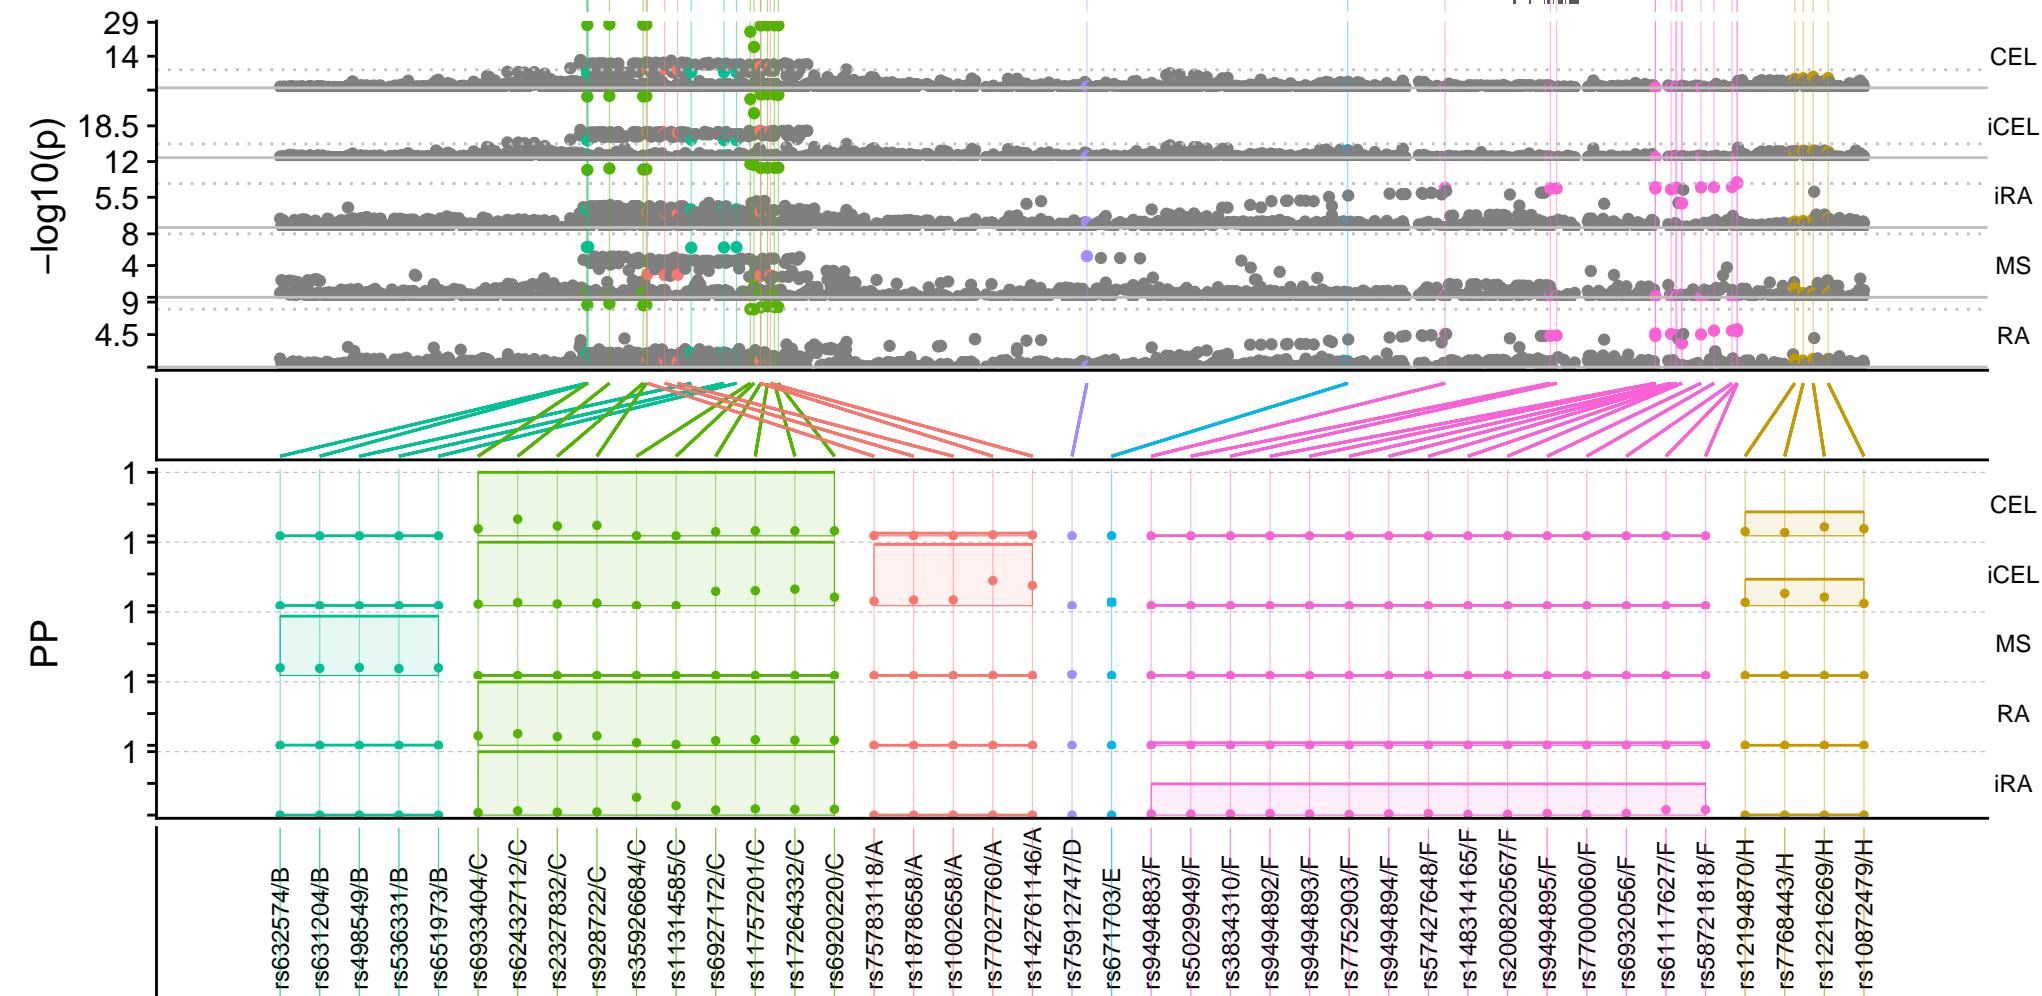 29
14
CEL
18.5
iCEL
12
5.5
iRA
8
4
MS
9
4.5
RA
−log10(p)
1
CEL
1
iCEL
1
MS
1
RA
1
iRA
PP
rs632574/B
rs631204/B
rs498549/B
rs536331/B
rs651973/B
rs6933404/C
rs62432712/C
rs2327832/C
rs928722/C
rs35926684/C
rs11314585/C
rs6927172/C
rs11757201/C
rs17264332/C
rs6920220/C
rs75783118/A
rs1878658/A
rs1002658/A
rs77027760/A
rs142761146/A
rs75912747/D
rs671703/E
rs9494883/F
rs5029949/F
rs3834310/F
rs9494892/F
rs9494893/F
rs7752903/F
rs9494894/F
rs57427648/F
rs148314165/F
rs200820567/F
rs9494895/F
rs77000060/F
rs6932056/F
rs61117627/F
rs58721818/F
rs12194870/H
rs7768443/H
rs12216269/H
rs10872479/H